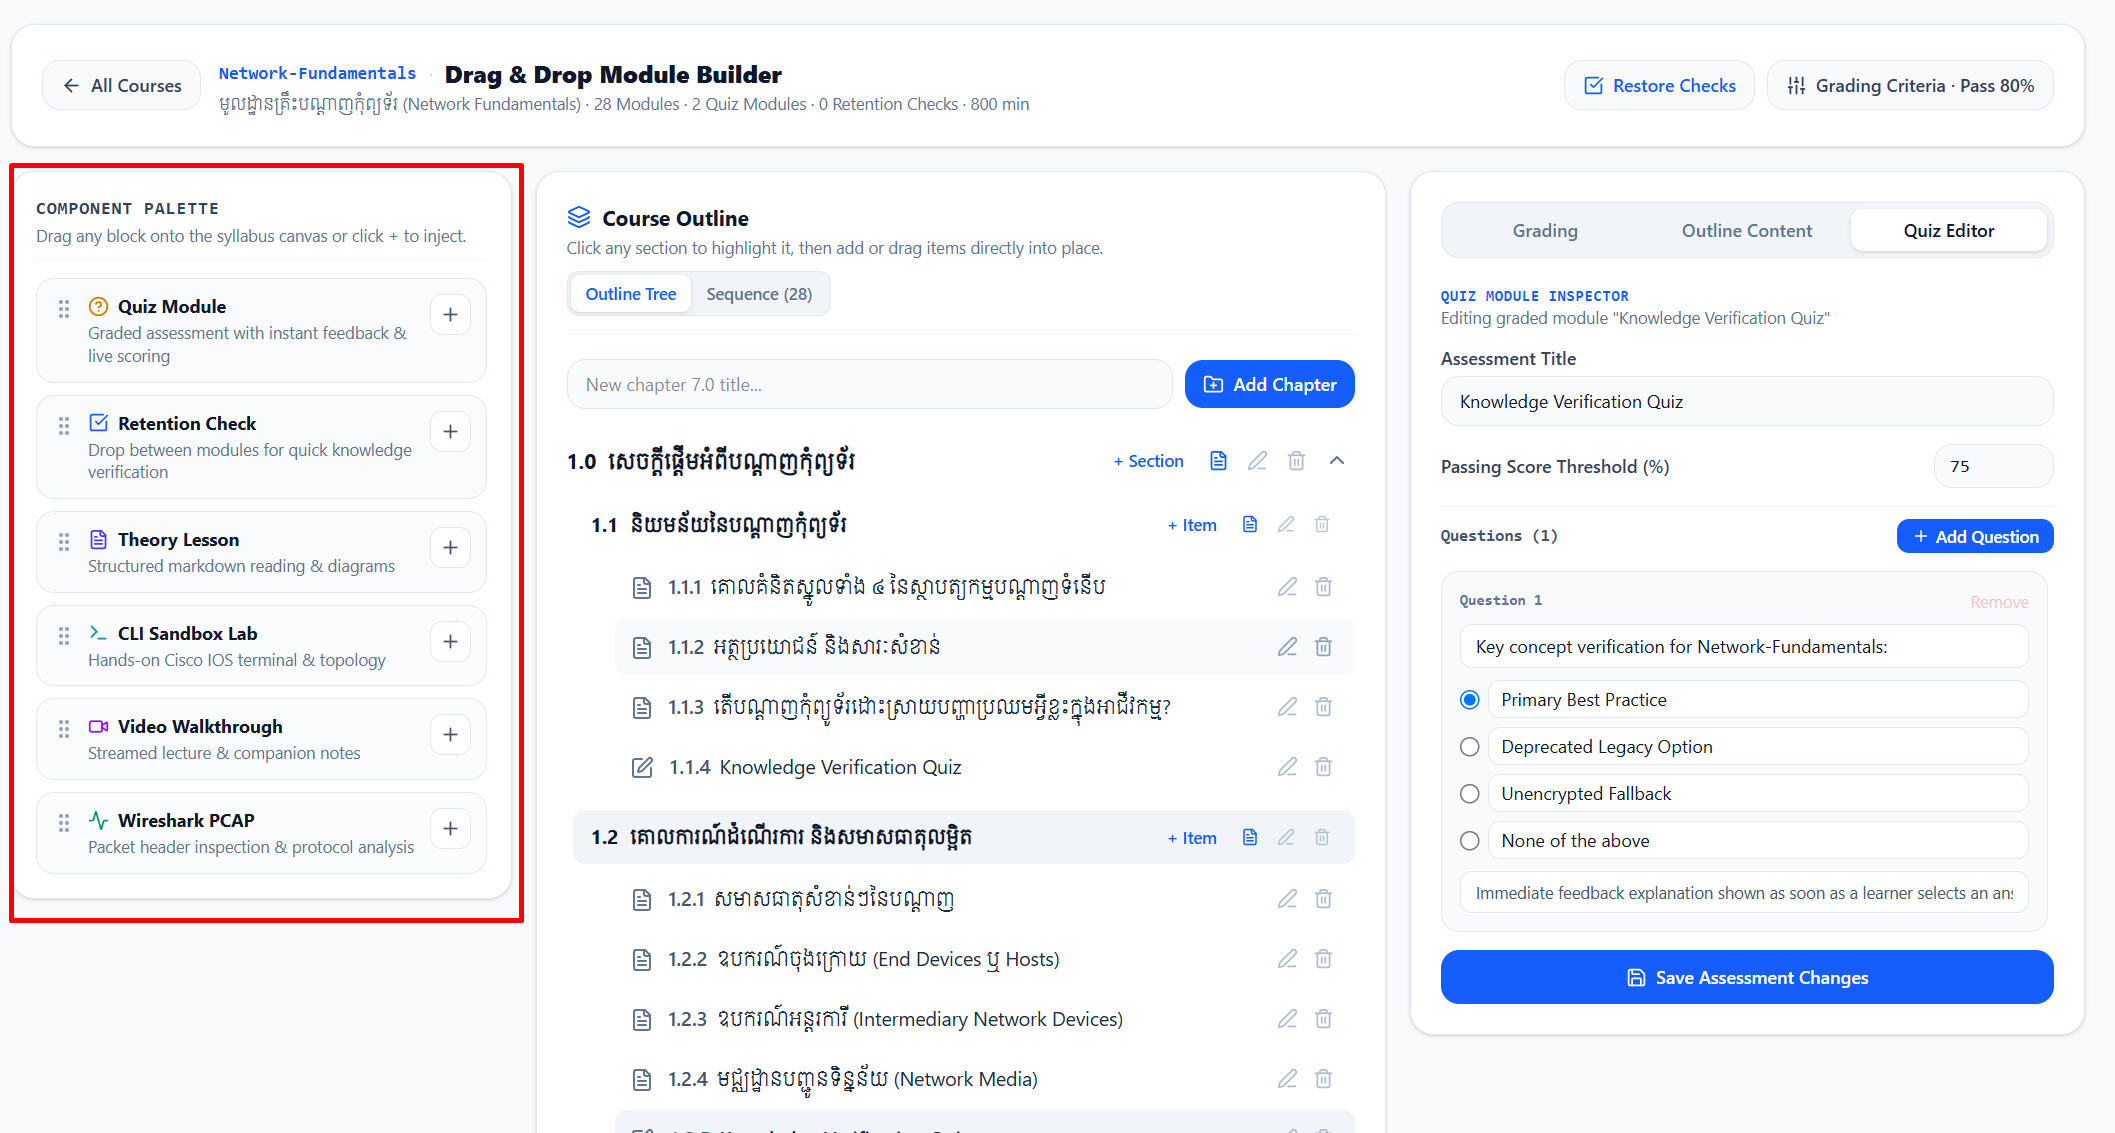 All Courses
Network-Fundamentals · Drag & Drop Module Builder
មូលដ្ឋានគ្រឹះបណ្តាញកុំព្យូទ័រ (Network Fundamentals) · 28 Modules · 2 Quiz Modules · 0 Retention Checks · 800 min
Restore Checks
Grading Criteria · Pass 80%
COMPONENT PALETTE
Drag any block onto the syllabus canvas or click + to inject.
Quiz Module
Graded assessment with instant feedback &
live scoring
Retention Check
Drop between modules for quick knowledge
verification
Theory Lesson
Structured markdown reading & diagrams
CLI Sandbox Lab
Hands-on Cisco IOS terminal & topology
Video Walkthrough
Streamed lecture & companion notes
Wireshark PCAP
Packet header inspection & protocol analysis
Course Outline
Click any section to highlight it, then add or drag items directly into place.
Outline Tree
Sequence (28)
New chapter 7.0 title...
Add Chapter
1.0 សេចក្តីផ្តើមអំពីបណ្តាញកុំព្យូទ័រ
+ Section
1.1 និយមន័យនៃបណ្តាញកុំព្យូទ័រ
+ Item
1.1.1 គោលគំនិតស្នូលទាំង ៤ នៃស្ថាបត្យកម្មបណ្តាញទំនើប
1.1.2 អត្ថប្រយោជន៍ និងសារៈសំខាន់
1.1.3 តើបណ្តាញកុំព្យូទ័រដោះស្រាយបញ្ហាប្រឈមអ្វីខ្លះក្នុងអាជីវកម្ម?
1.1.4 Knowledge Verification Quiz
1.2 គោលការណ៍ដំណើរការ និងសមាសធាតុលម្អិត
+ Item
1.2.1 សមាសធាតុសំខាន់ៗនៃបណ្តាញ
1.2.2 ឧបករណ៍ចុងក្រោយ (End Devices ឬ Hosts)
1.2.3 ឧបករណ៍អន្តរការី (Intermediary Network Devices)
1.2.4 មជ្ឈដ្ឋានបញ្ជូនទិន្នន័យ (Network Media)
Grading
Outline Content
Quiz Editor
QUIZ MODULE INSPECTOR
Editing graded module "Knowledge Verification Quiz"
Assessment Title
Knowledge Verification Quiz
Passing Score Threshold (%)
75
Questions (1)
+ Add Question
Question 1
Remove
Key concept verification for Network-Fundamentals:
Primary Best Practice
Deprecated Legacy Option
Unencrypted Fallback
None of the above
Immediate feedback explanation shown as soon as a learner selects an
Save Assessment Changes